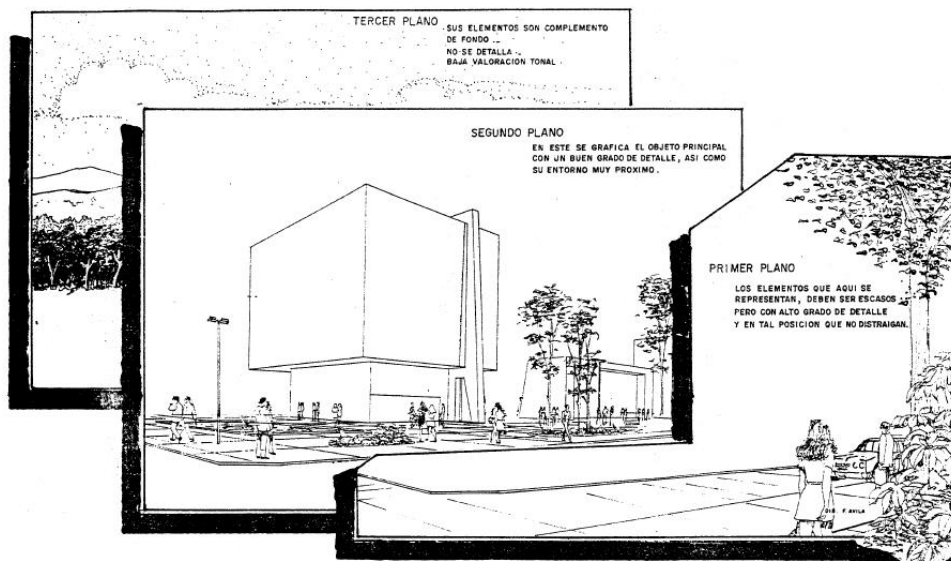 TERCER PLANO
SUS ELEMENTOS SON COMPLEMENTO
DE FONDO.
NO SE DETALLA.
BAJA VALORACION TONAL.
SEGUNDO PLANO
EN ESTE SE GRAFICA EL OBJETO PRINCIPAL
CON UN BUEN GRADO DE DETALLE, ASI COMO
SU ENTORNO MUY PROXIMO.
PRIMER PLANO
LOS ELEMENTOS QUE AQUI SE
REPRESENTAN, DEBEN SER ESCASOS
PERO CON ALTO GRADO DE DETALLE
Y EN TAL POSICION QUE NO DISTRAIGAN.
DIB. F. AVILA